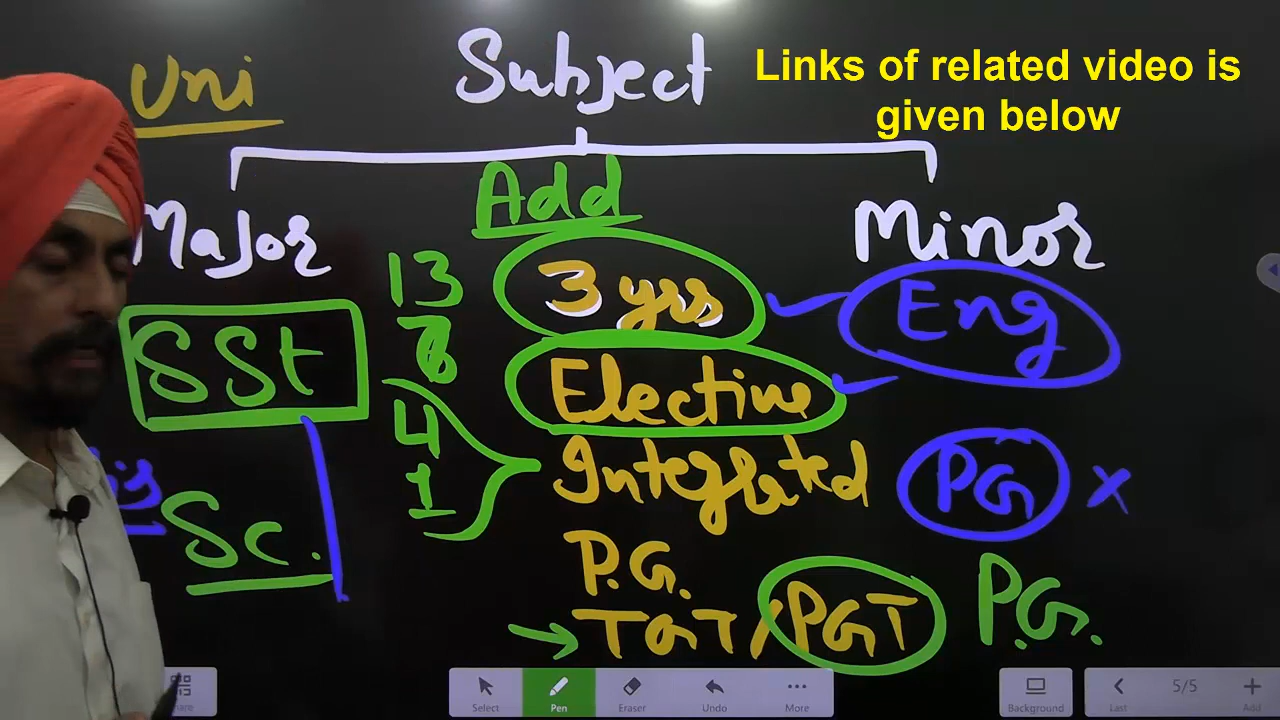 Uni
Subject
Links of related video is
given below
Add
Major
Minor
13
3 yrs
Eng
8
SSt
Elective
4
1
Integrated
PG x
Sc.
P.G.
TGT / PGT
P.G.
Select
Pen
Eraser
Undo
More
Background
Last
5/5
Add